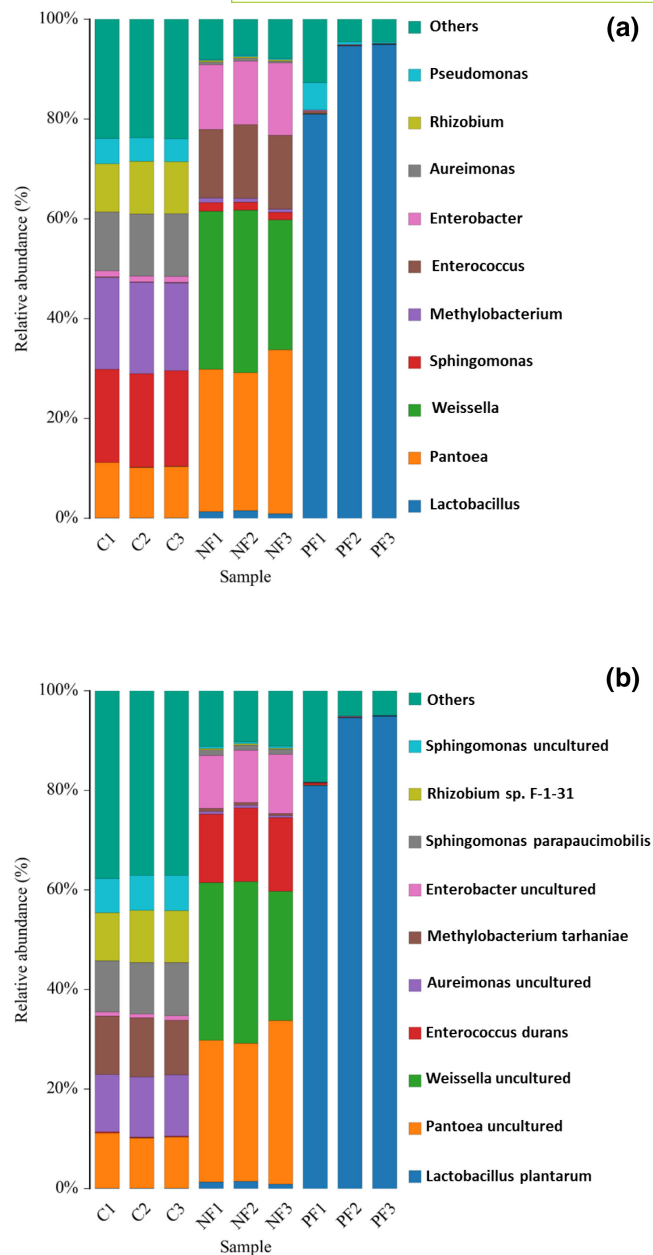 (a)
100%
80%
60%
40%
20%
0%
Relative abundance (%)
C1
C2
C3
NF1
NF2
NF3
PF1
PF2
PF3
Sample
Others
Pseudomonas
Rhizobium
Aureimonas
Enterobacter
Enterococcus
Methylobacterium
Sphingomonas
Weissella
Pantoea
Lactobacillus
(b)
100%
80%
60%
40%
20%
0%
Relative abundance (%)
C1
C2
C3
NF1
NF2
NF3
PF1
PF2
PF3
Sample
Others
Sphingomonas uncultured
Rhizobium sp. F-1-31
Sphingomonas parapaucimobilis
Enterobacter uncultured
Methylobacterium tarhaniae
Aureimonas uncultured
Enterococcus durans
Weissella uncultured
Pantoea uncultured
Lactobacillus plantarum